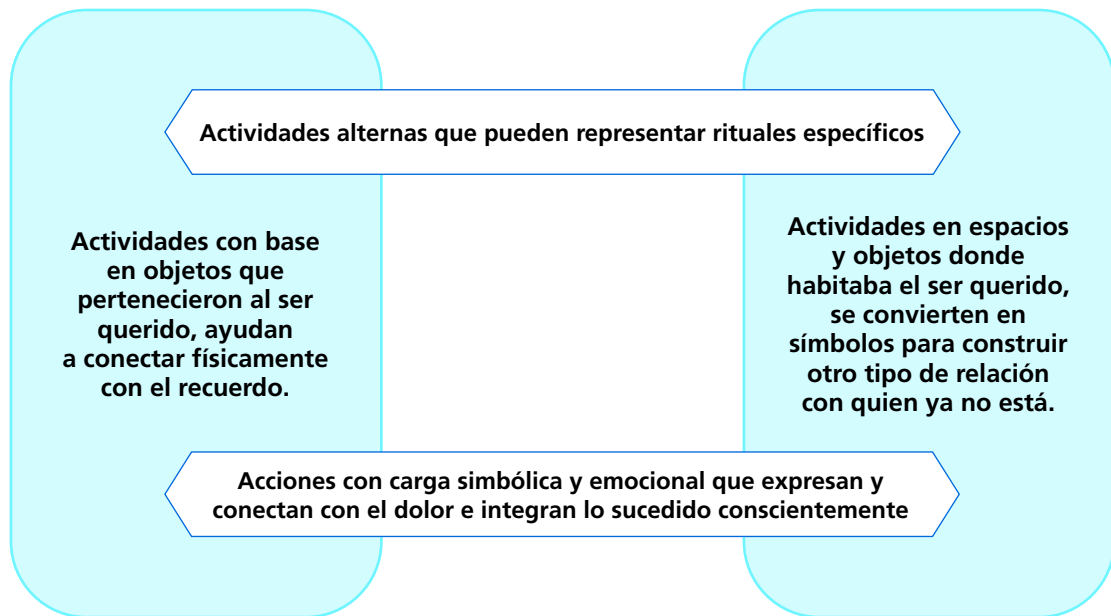 Actividades alternas que pueden representar rituales específicos
Actividades con base
en objetos que
pertenecieron al ser
querido, ayudan
a conectar físicamente
con el recuerdo.
Actividades en espacios
y objetos donde
habitaba el ser querido,
se convierten en
símbolos para construir
otro tipo de relación
con quien ya no está.
Acciones con carga simbólica y emocional que expresan y
conectan con el dolor e integran lo sucedido conscientemente